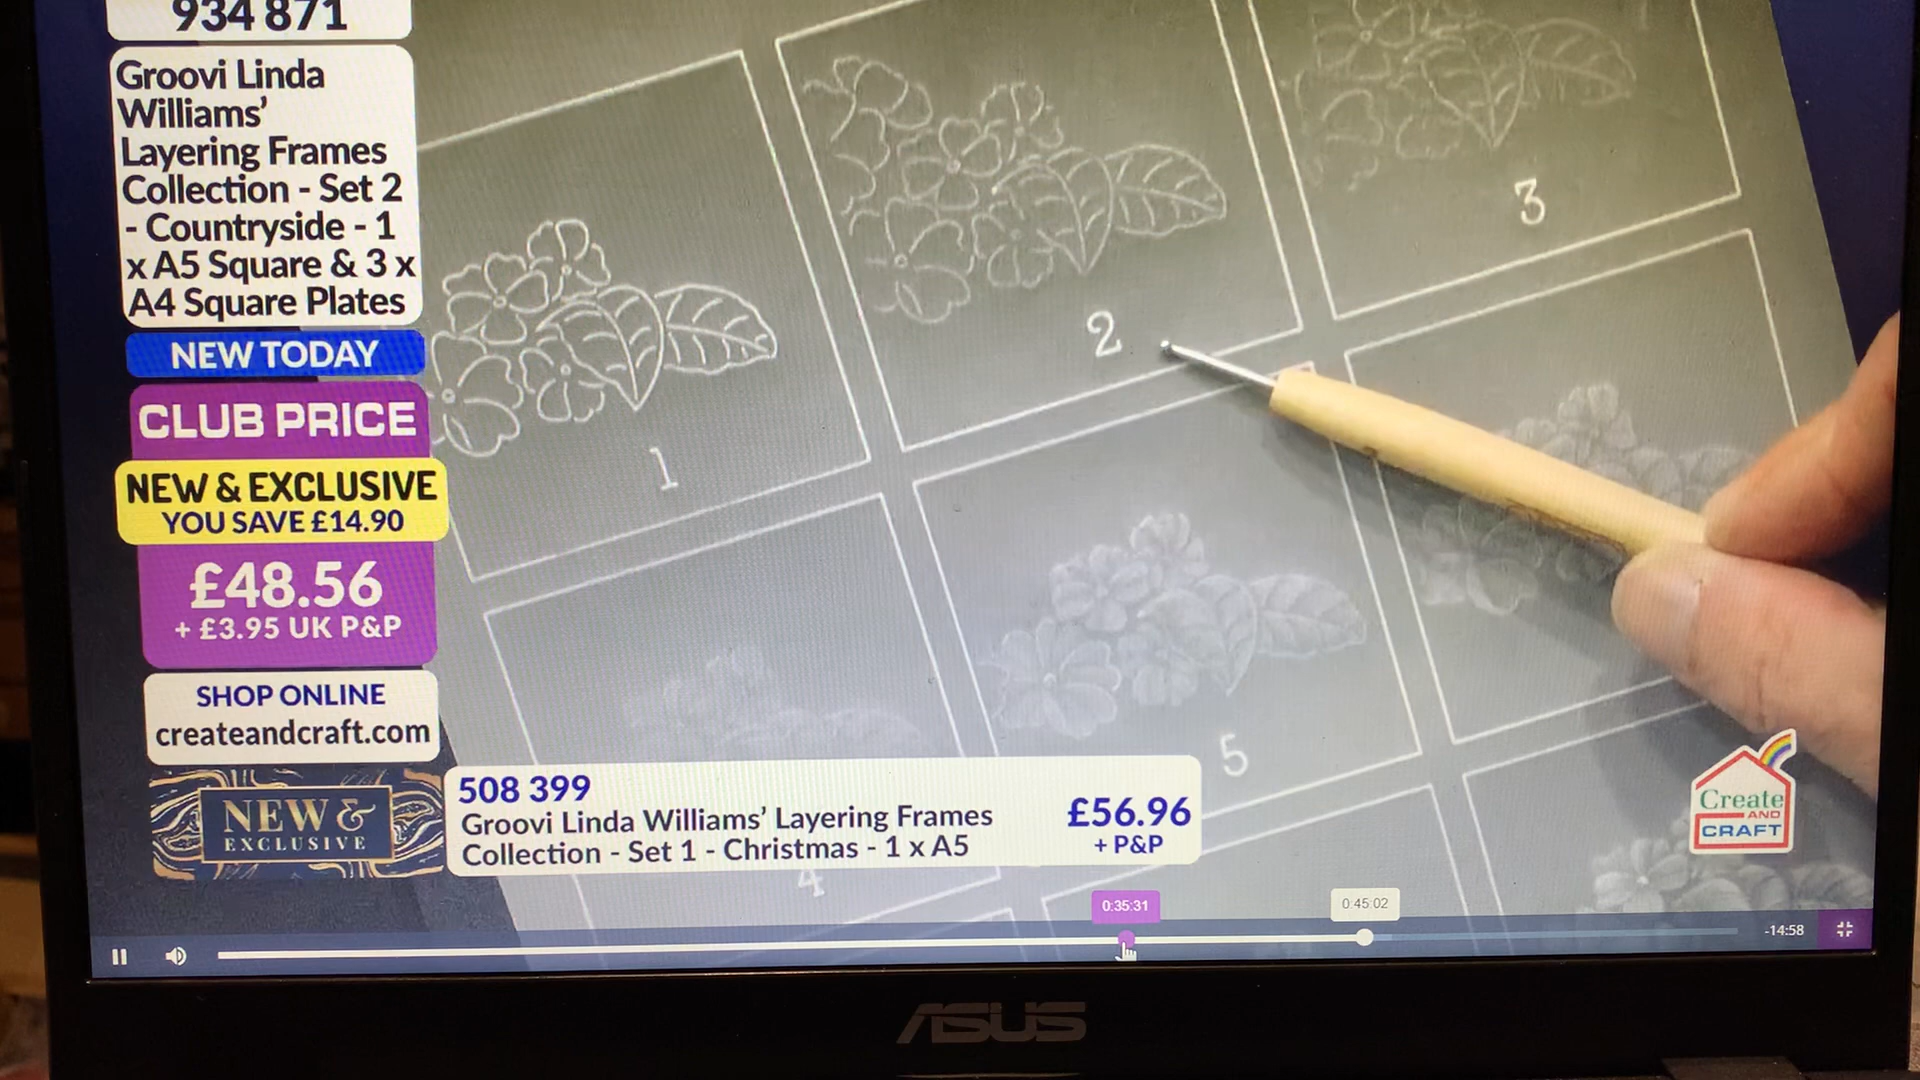 934 871
Groovi Linda
Williams'
Layering Frames
Collection - Set 2
- Countryside - 1
x A5 Square & 3 x
A4 Square Plates
NEW TODAY
CLUB PRICE
NEW & EXCLUSIVE
YOU SAVE £14.90
£48.56
+ £3.95 UK P&P
SHOP ONLINE
createandcraft.com
NEW &
EXCLUSIVE
508 399
Groovi Linda Williams' Layering Frames
Collection - Set 1 - Christmas - 1 x A5
£56.96
+ P&P
1
2
3
4
5
Create
AND
CRAFT
0:35:31
0:45:02
-14:58
ASUS